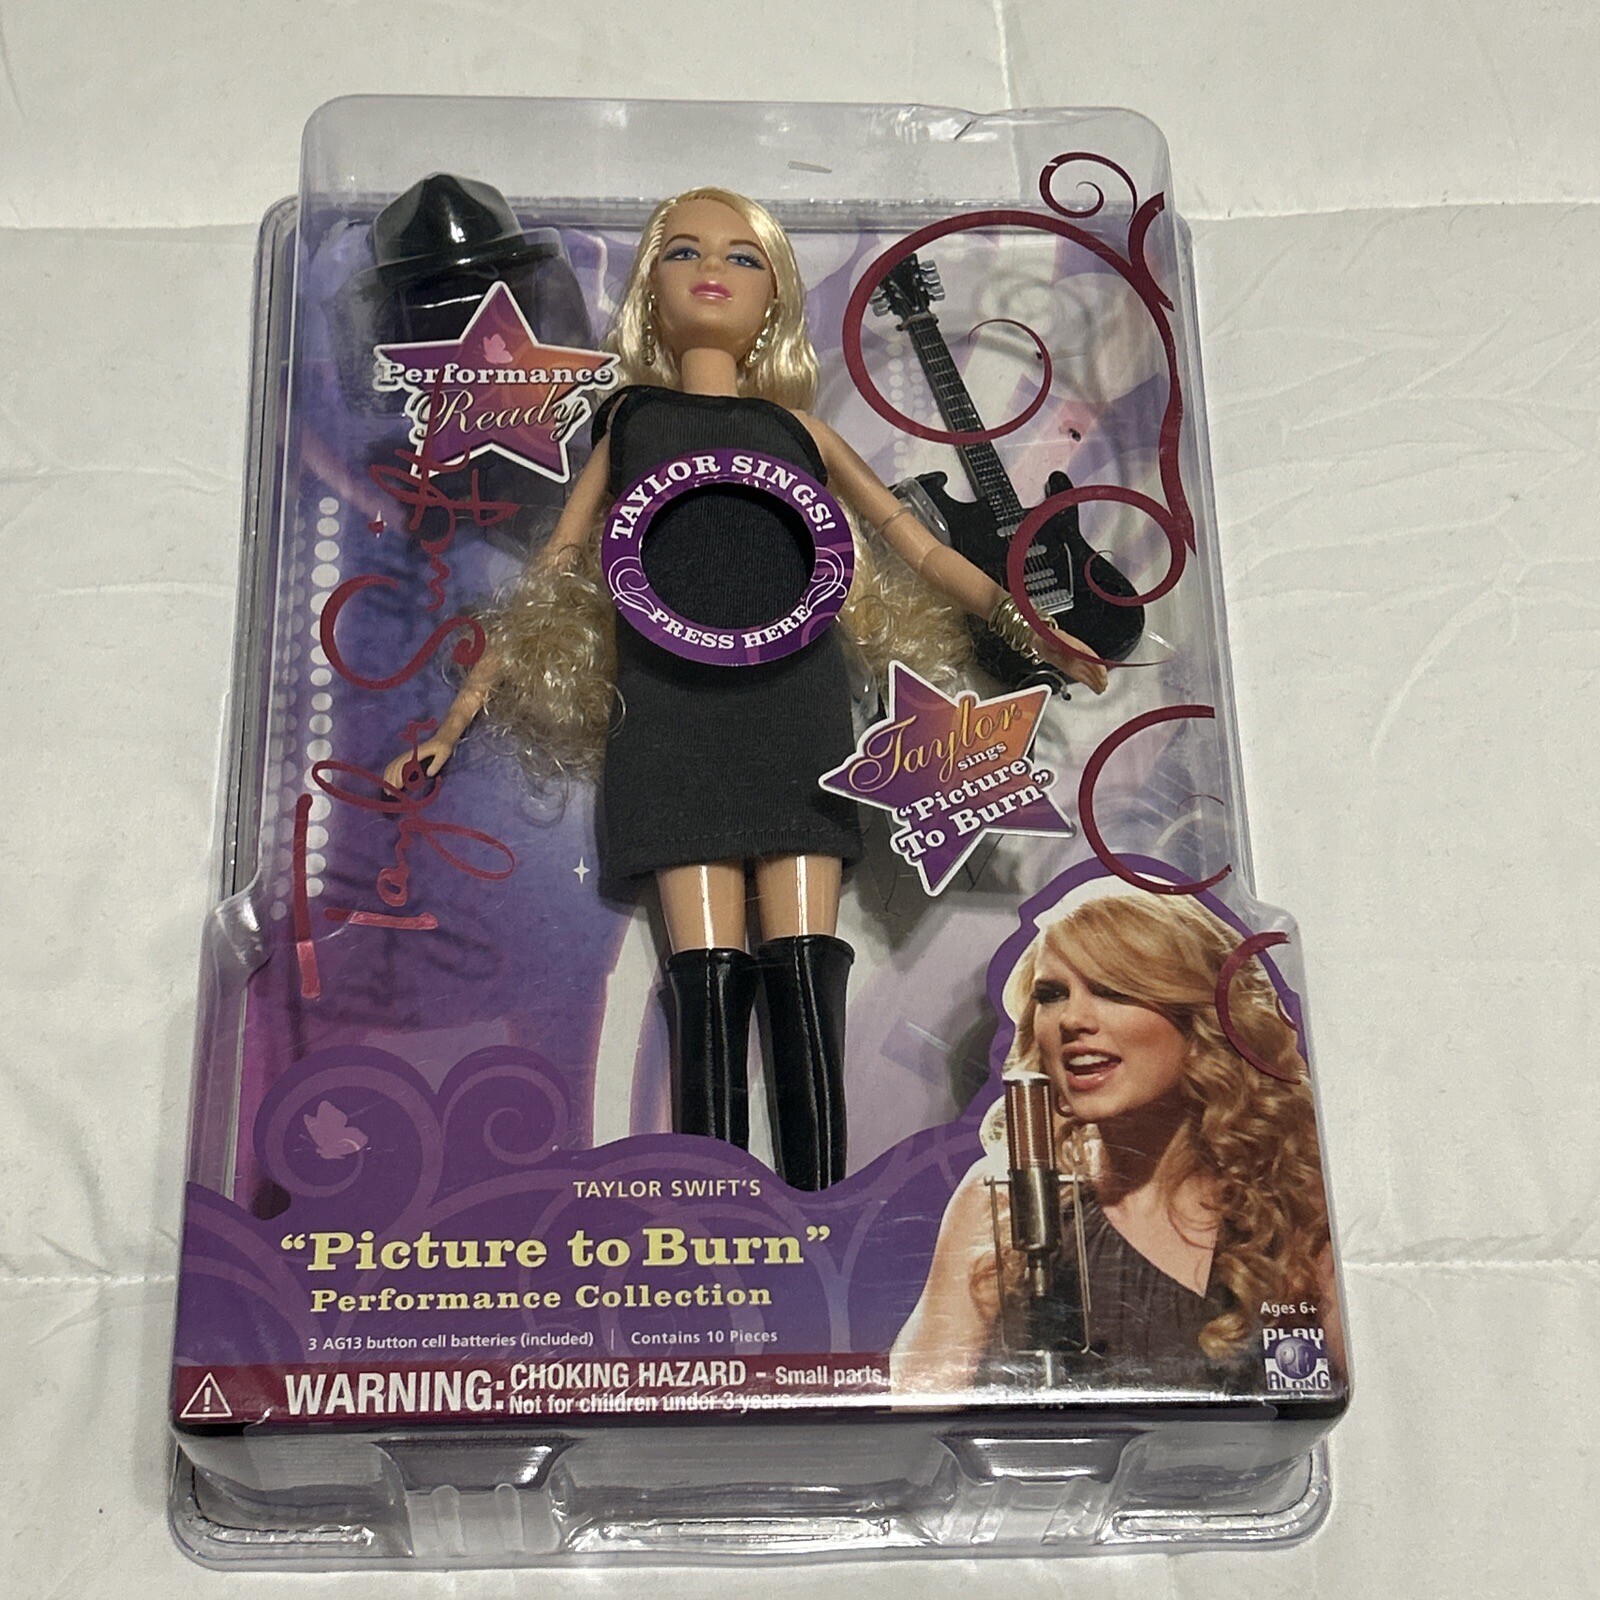 Performance
Ready
Taylor Swift
TAYLOR SINGS!
PRESS HERE
Taylor
sings
“Picture
To Burn”
TAYLOR SWIFT'S
“Picture to Burn”
Performance Collection
3 AG13 button cell batteries (included) | Contains 10 Pieces
Ages 6+
PLAY
ALONG
WARNING: CHOKING HAZARD - Small parts.
Not for children under 3 years.